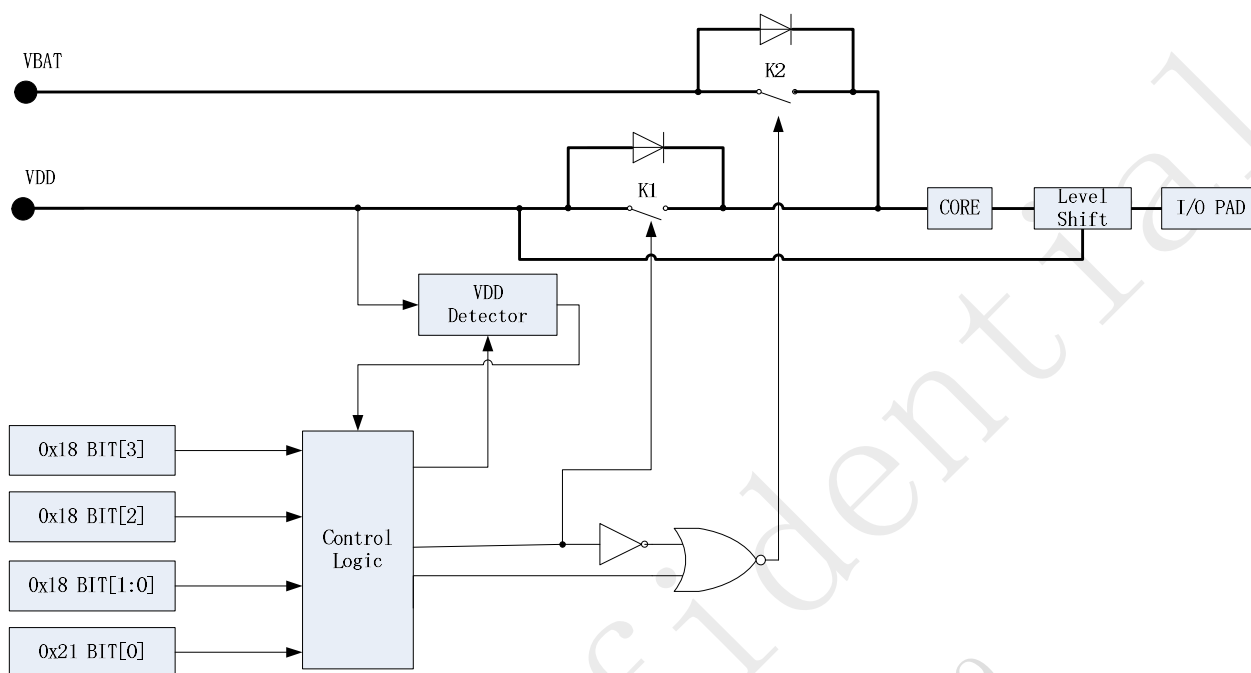 VBAT
K2
VDD
K1
CORE
Level
Shift
I/O PAD
VDD
Detector
0x18 BIT[3]
0x18 BIT[2]
0x18 BIT[1:0]
0x21 BIT[0]
Control
Logic
fidential